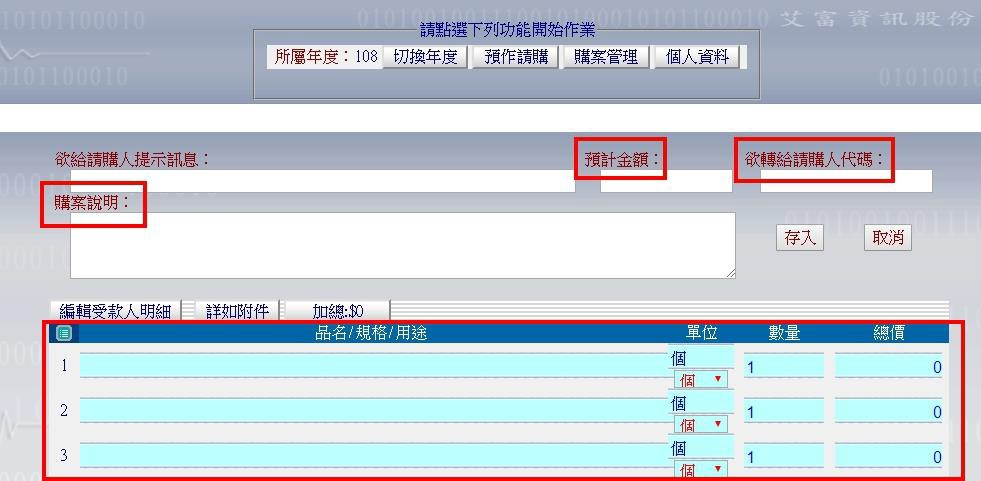 艾富資訊股份
請點選下列功能開始作業
所屬年度：108 切換年度 預作請購 購案管理 個人資料
欲給請購人提示訊息： 預計金額： 欲轉給請購人代碼：
購案說明：
存入 取消
編輯受款人明細 詳如附件 加總:$0
品名/規格/用途 單位 數量 總價
個
1 1 0
個
個
2 1 0
個
個
3 1 0
個